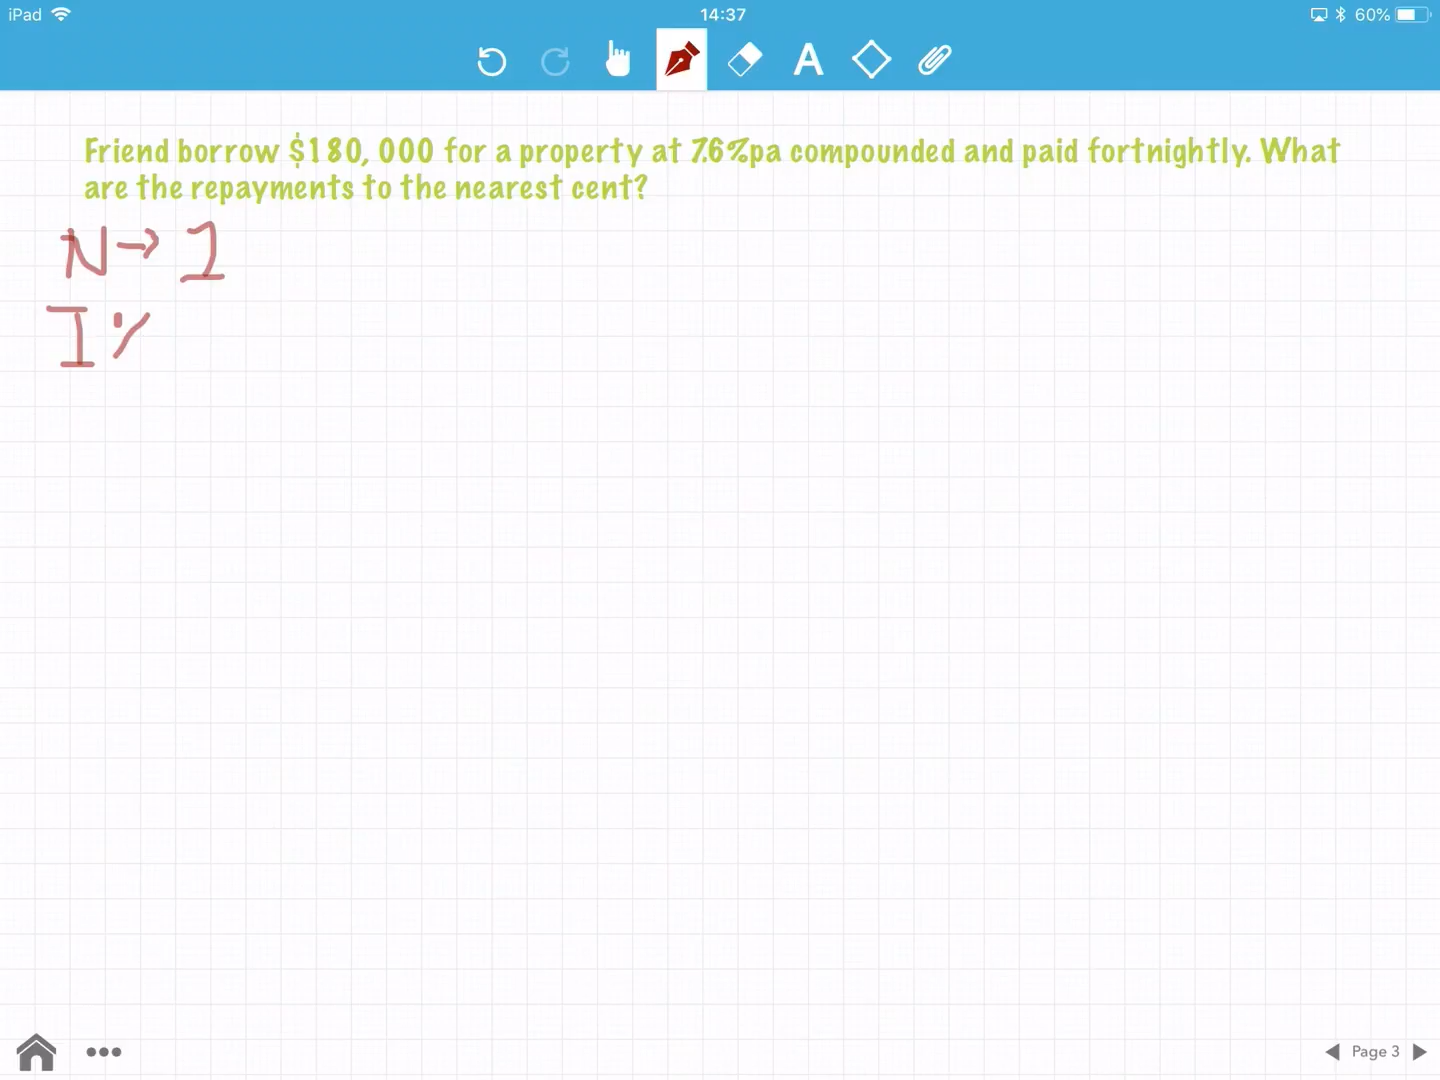 iPad
14:37
60%
A
Friend borrow $180, 000 for a property at 7.6%pa compounded and paid fortnightly. What
are the repayments to the nearest cent?
N→1
I%
Page 3